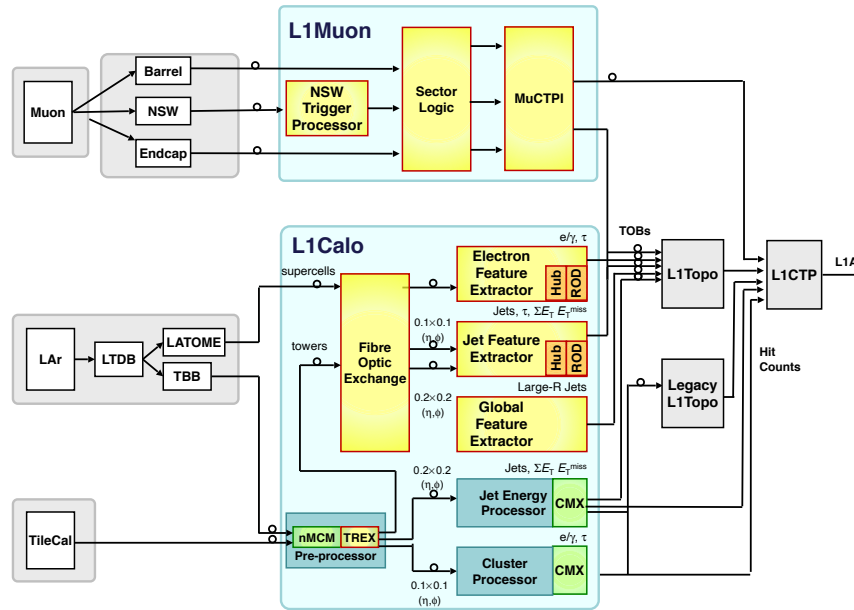 L1Muon
Muon
Barrel
NSW
Endcap
NSW
Trigger
Processor
Sector
Logic
MuCTPI
L1Calo
supercells
towers
Fibre
Optic
Exchange
e/γ, τ
Electron
Feature
Extractor
Hub
ROD
0.1×0.1
(η,ϕ)
Jets, τ, ΣE_T E_T^miss
Jet Feature
Extractor
Hub
ROD
0.2×0.2
(η,ϕ)
Large-R Jets
Global
Feature
Extractor
TOBs
L1Topo
L1CTP
L1A
Hit
Counts
Legacy
L1Topo
LAr
LTDB
LATOME
TBB
TileCal
nMCM
TREX
Pre-processor
0.2×0.2
(η,ϕ)
Jets, ΣE_T E_T^miss
Jet Energy
Processor
CMX
0.1×0.1
(η,ϕ)
e/γ, τ
Cluster
Processor
CMX